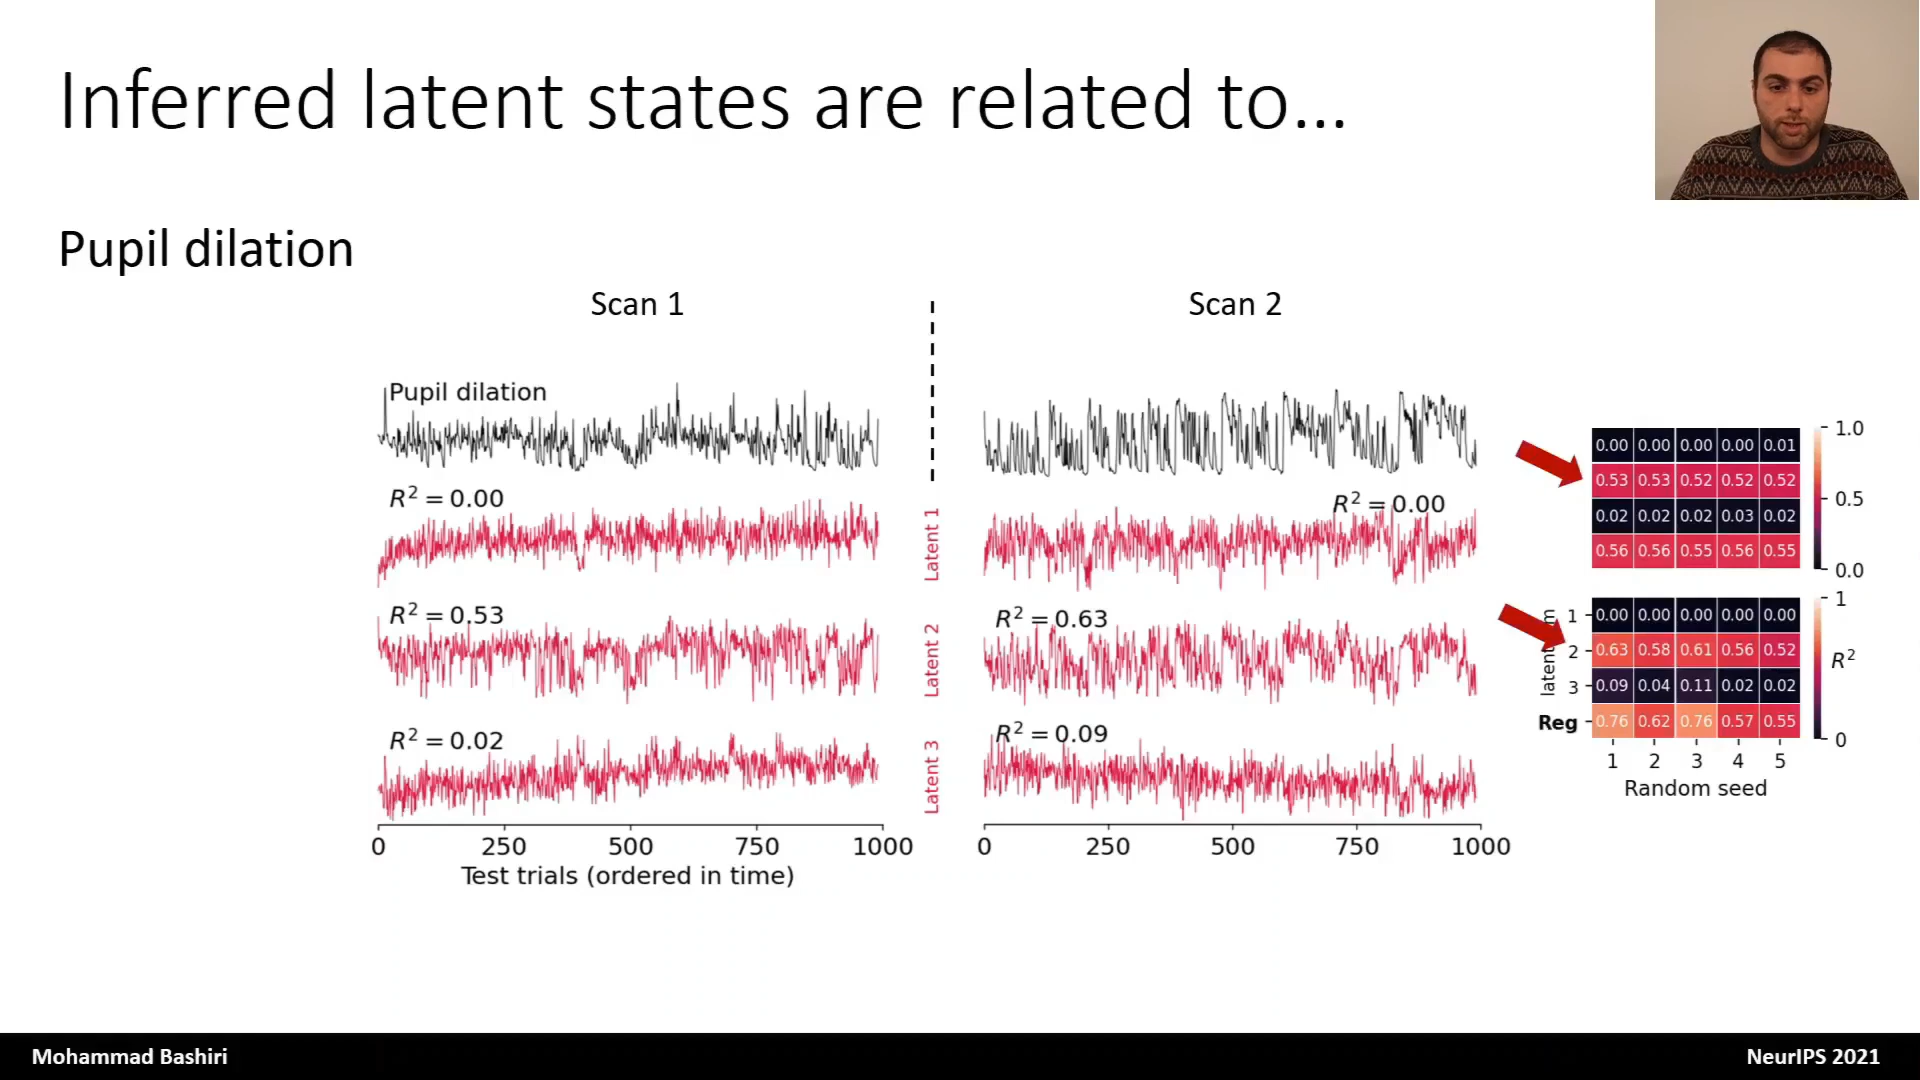 Inferred latent states are related to...
Pupil dilation
Scan 1
Scan 2
Pupil dilation
R² = 0.00
R² = 0.53
R² = 0.02
0 250 500 750 1000
Test trials (ordered in time)
Latent 1
Latent 2
Latent 3
R² = 0.00
R² = 0.63
R² = 0.09
0 250 500 750 1000
0.00 0.00 0.00 0.00 0.01
0.53 0.53 0.52 0.52 0.52
0.02 0.02 0.02 0.03 0.02
0.56 0.56 0.55 0.56 0.55
1.0
0.5
0.0
1 0.00 0.00 0.00 0.00 0.00
2 0.63 0.58 0.61 0.56 0.52
3 0.09 0.04 0.11 0.02 0.02
Reg 0.76 0.62 0.76 0.57 0.55
1 2 3 4 5
Random seed
1
R²
0
Mohammad Bashiri
NeurIPS 2021